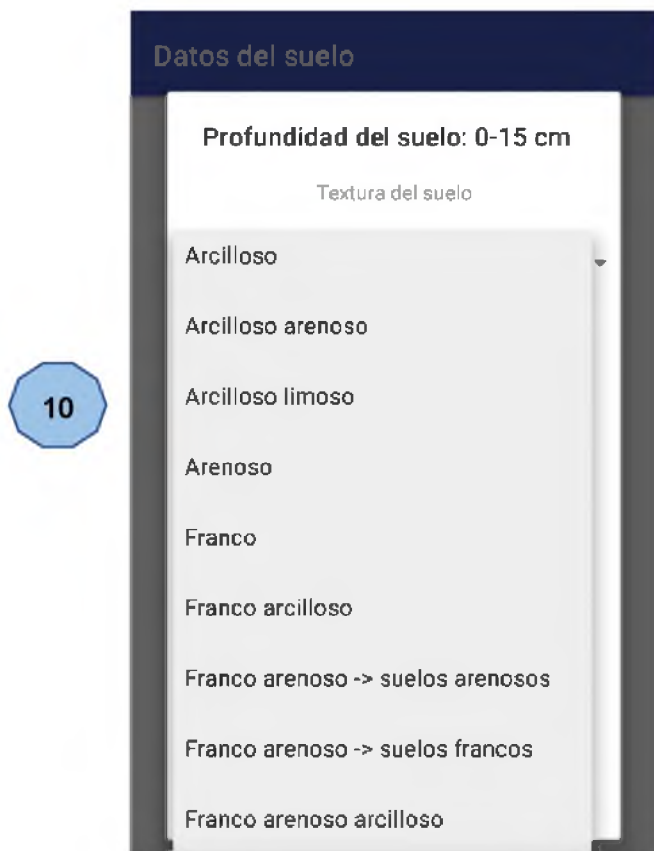 Datos del suelo
Profundidad del suelo: 0-15 cm
Textura del suelo
Arcilloso
Arcilloso arenoso
Arcilloso limoso
10
Arenoso
Franco
Franco arcilloso
Franco arenoso -> suelos arenosos
Franco arenoso -> suelos francos
Franco arenoso arcilloso